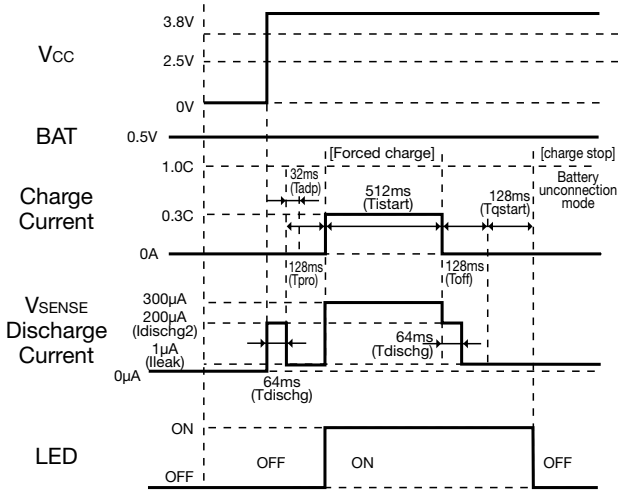 3.8V
VCC
2.5V
0V
BAT
0.5V
[Forced charge]
[charge stop]
1.0C
32ms
(Tadp)
512ms
(Tistart)
128ms
(Tqstart)
Battery
unconnection
mode
Charge
Current
0.3C
0A
128ms
(Tpro)
128ms
(Toff)
VSENSE
Discharge
Current
300µA
200µA
(Idischg2)
1µA
(Ileak)
0µA
64ms
(Tdischg)
64ms
(Tdischg)
LED
ON
OFF
OFF
ON
OFF